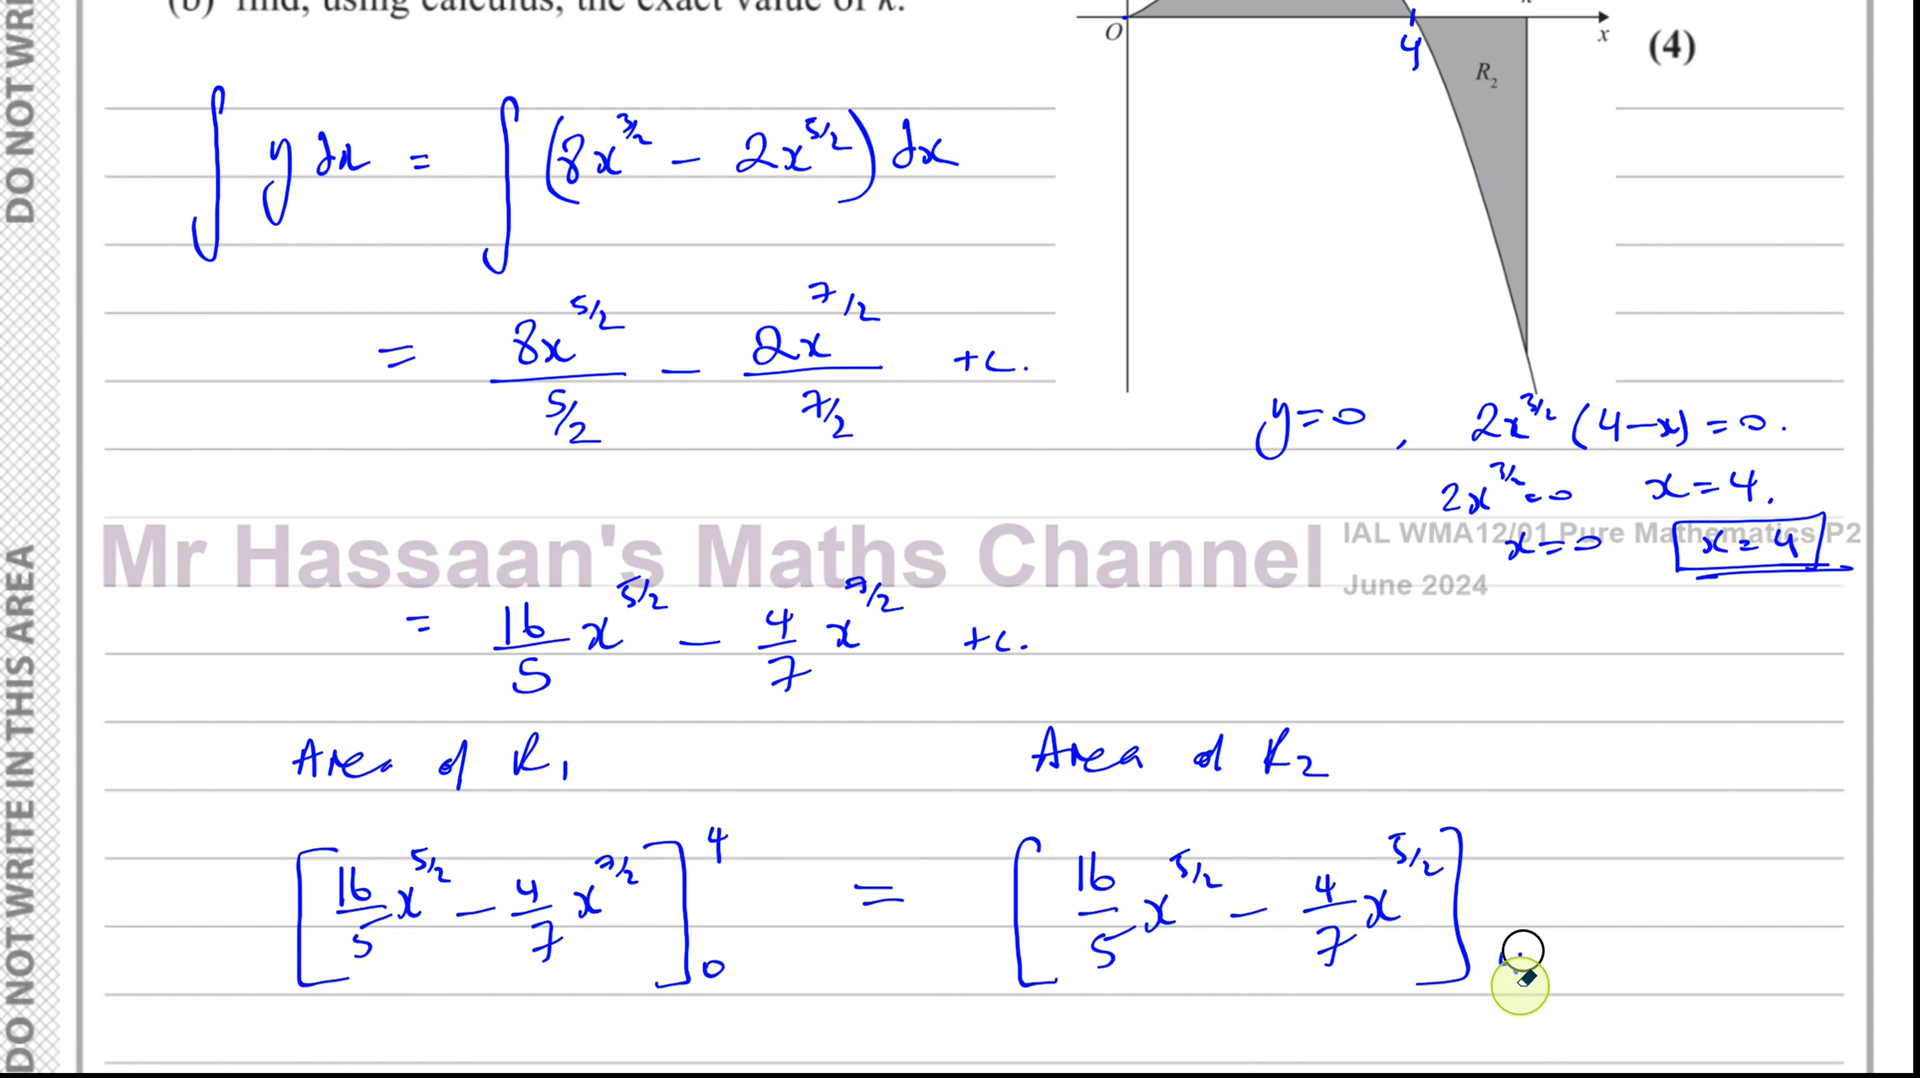 (b) find, using calculus, the exact value of k.
(4)
O
4
x
R₂
∫ y dx = ∫ (8x^{3/2} - 2x^{5/2}) dx
= 8x^{5/2} / 5/2 - 2x^{7/2} / 7/2 + c.
y=0, 2x^{3/2} (4-x) = 0.
2x^{3/2} = 0 x = 4.
x = 0 x = 4
Mr Hassaan's Maths Channel
IAL WMA12/01 Pure Mathematics P2
June 2024
= 16/5 x^{5/2} - 4/7 x^{7/2} + c.
Area of R₁ Area of R₂
[16/5 x^{5/2} - 4/7 x^{7/2}]₀⁴ = [16/5 x^{5/2} - 4/7 x^{5/2}]
DO NOT WRITE IN THIS AREA
DO NOT WRI